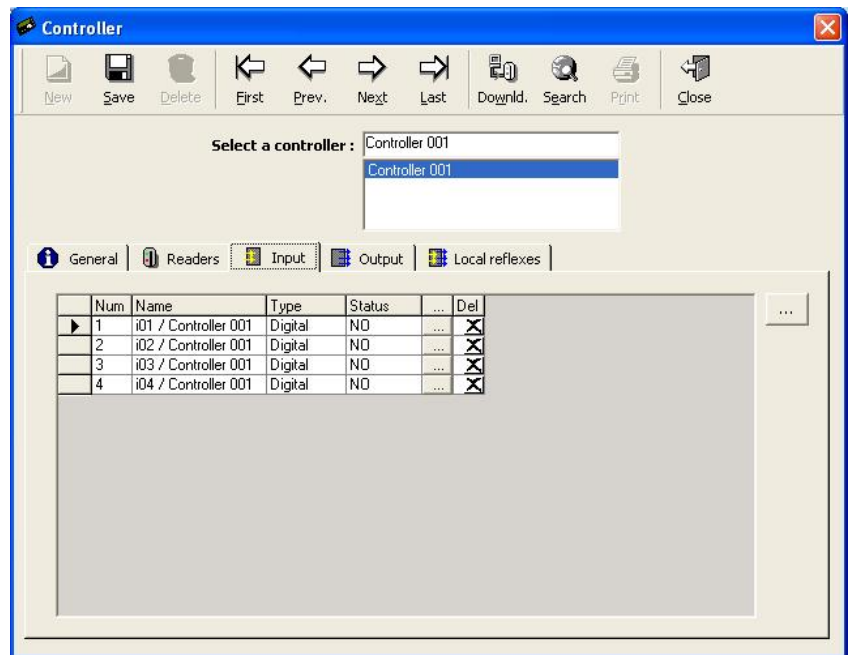 Controller
New Save Delete First Prev. Next Last Downld. Search Print Close
Select a controller : Controller 001
Controller 001
General Readers Input Output Local reflexes
Num Name Type Status ... Del
...
1 i01 / Controller 001 Digital NO ... X
2 i02 / Controller 001 Digital NO ... X
3 i03 / Controller 001 Digital NO ... X
4 i04 / Controller 001 Digital NO ... X